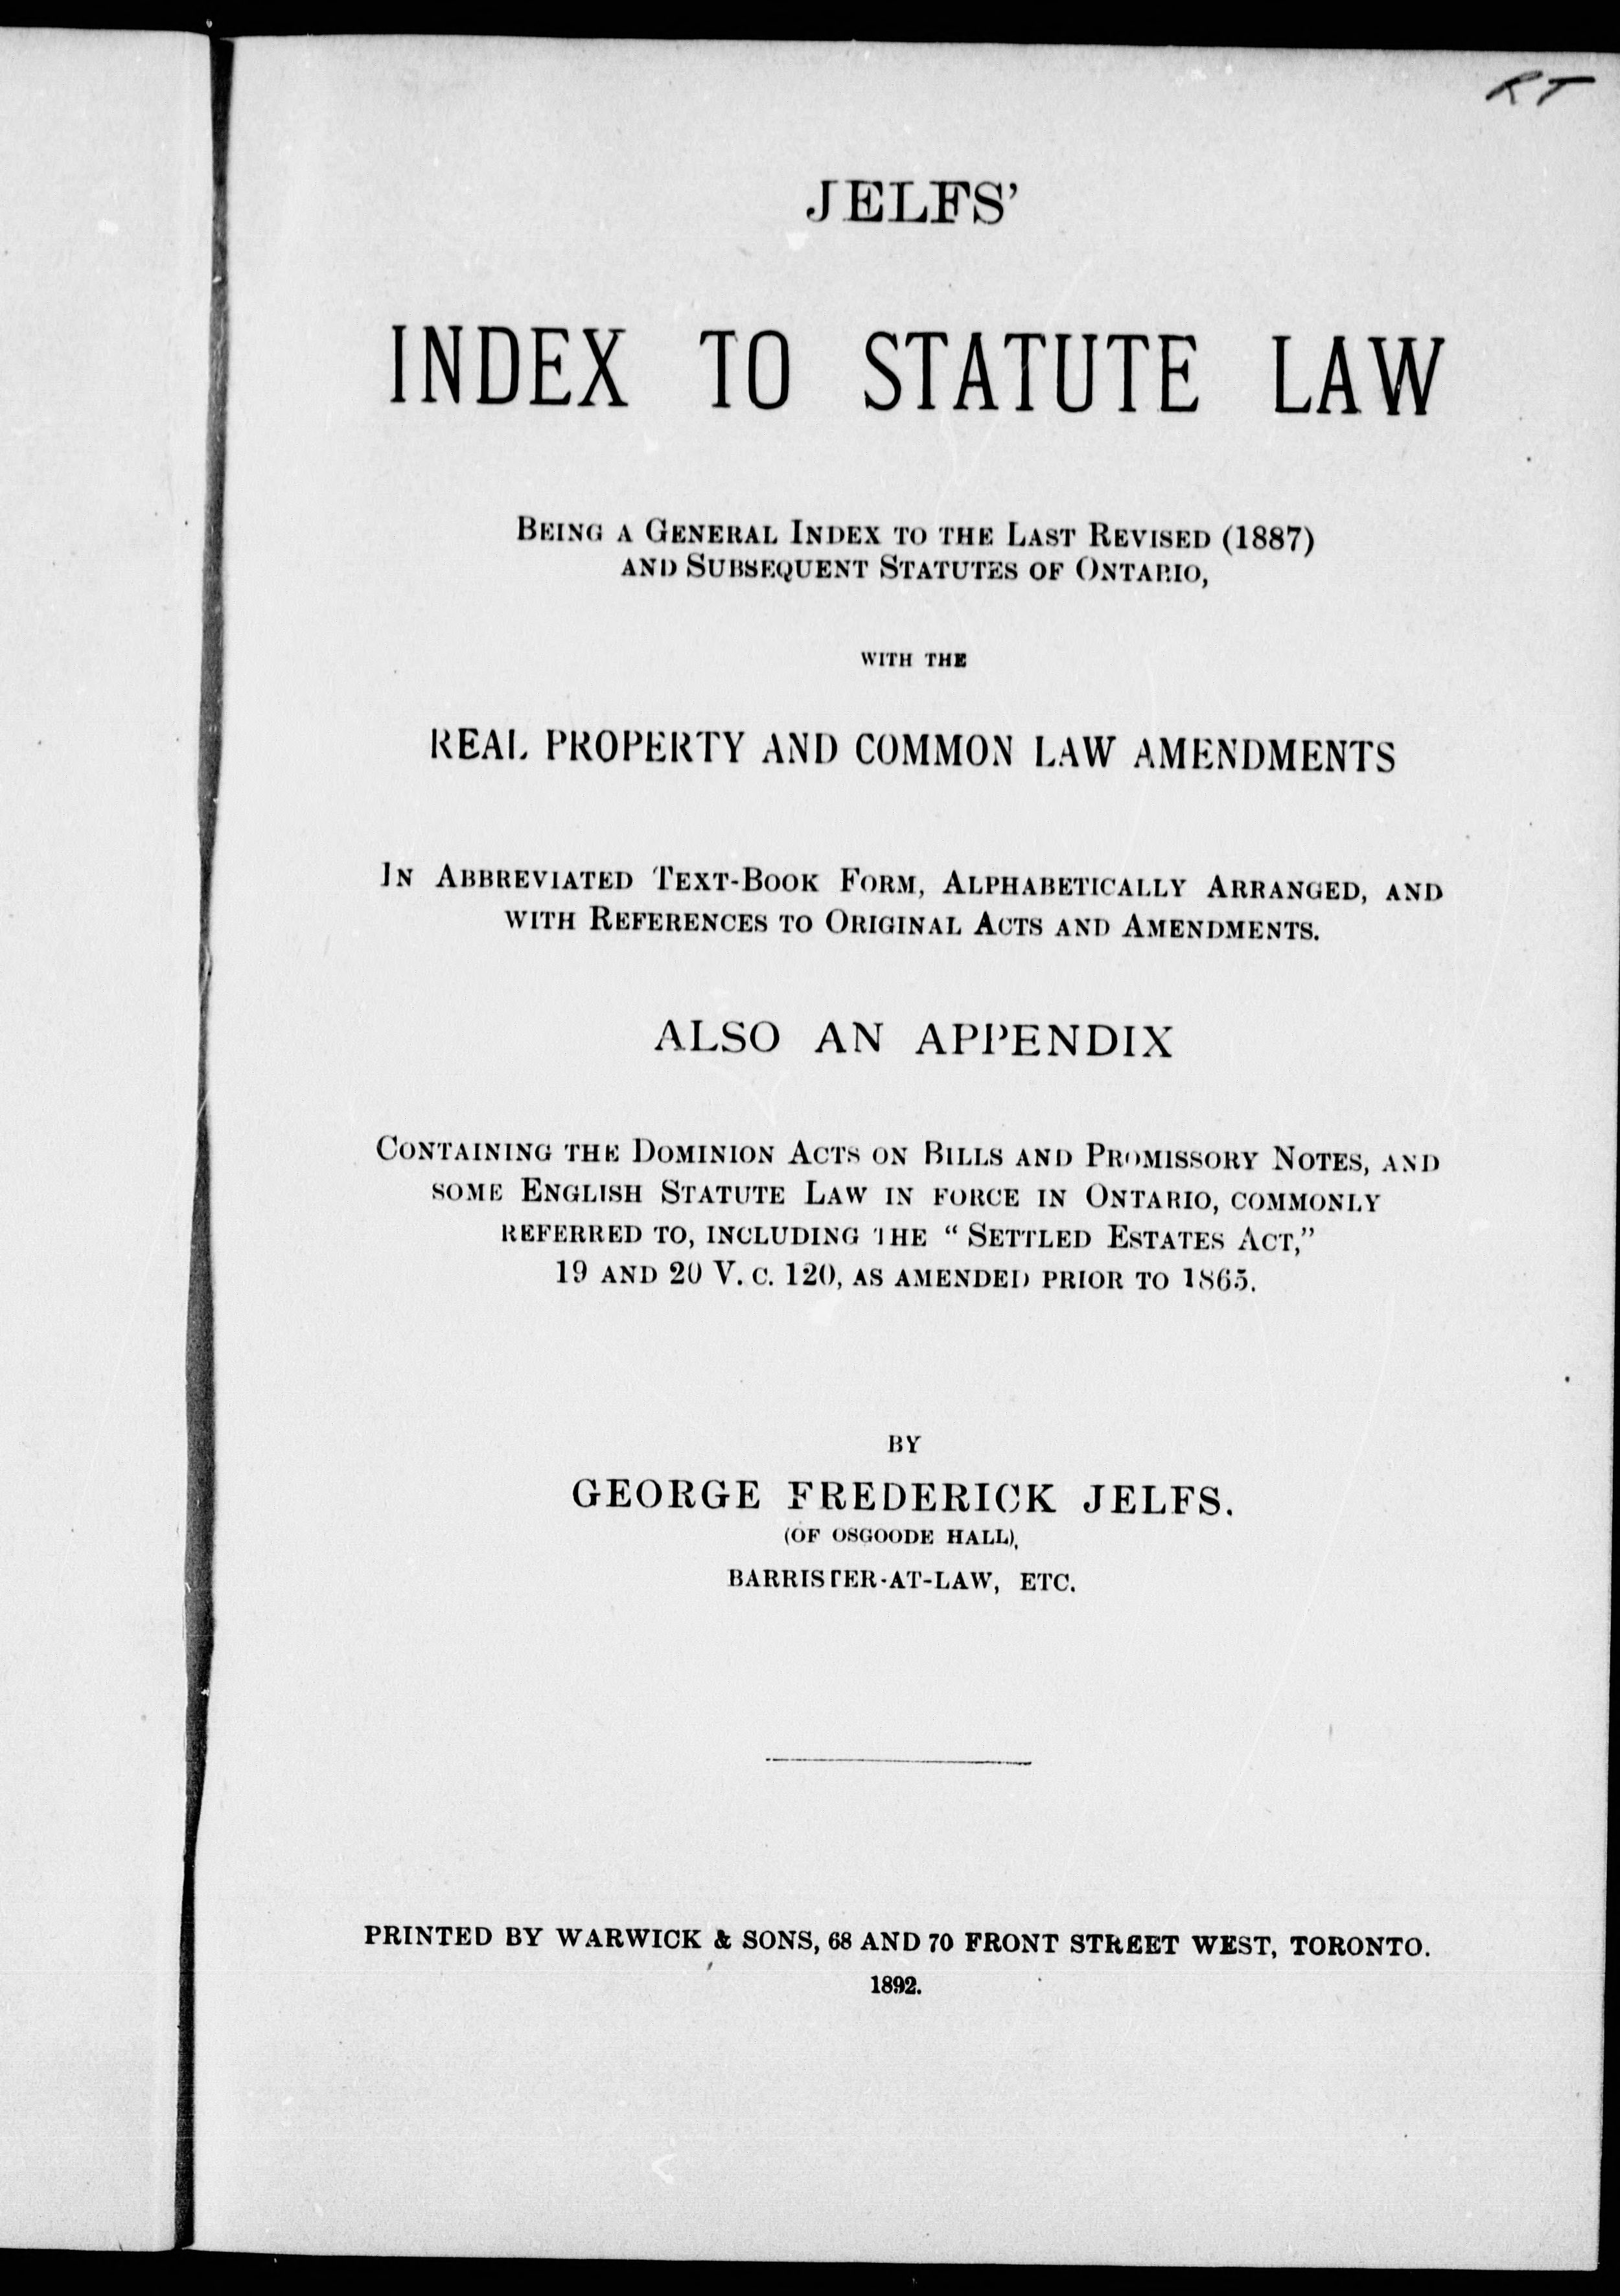 RT
JELFS'
INDEX TO STATUTE LAW
BEING A GENERAL INDEX TO THE LAST REVISED (1887)
AND SUBSEQUENT STATUTES OF ONTARIO,
WITH THE
REAL PROPERTY AND COMMON LAW AMENDMENTS
IN ABBREVIATED TEXT-BOOK FORM, ALPHABETICALLY ARRANGED, AND
WITH REFERENCES TO ORIGINAL ACTS AND AMENDMENTS.
ALSO AN APPENDIX
CONTAINING THE DOMINION ACTS ON BILLS AND PROMISSORY NOTES, AND
SOME ENGLISH STATUTE LAW IN FORCE IN ONTARIO, COMMONLY
REFERRED TO, INCLUDING THE "SETTLED ESTATES ACT,"
19 AND 20 V. C. 120, AS AMENDED PRIOR TO 1865.
BY
GEORGE FREDERICK JELFS.
(OF OSGOODE HALL),
BARRISTER-AT-LAW, ETC.
PRINTED BY WARWICK & SONS, 68 AND 70 FRONT STREET WEST, TORONTO.
1892.